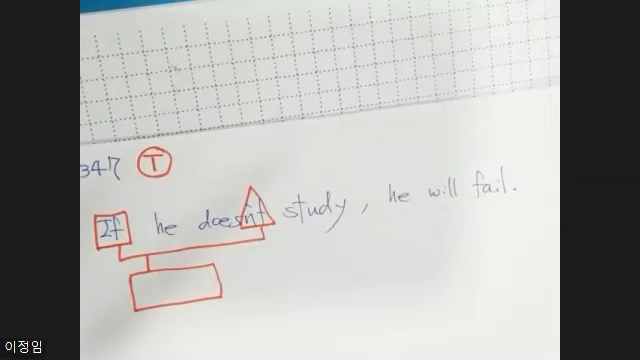 347 T
If he doesn't study, he will fail.
이정임